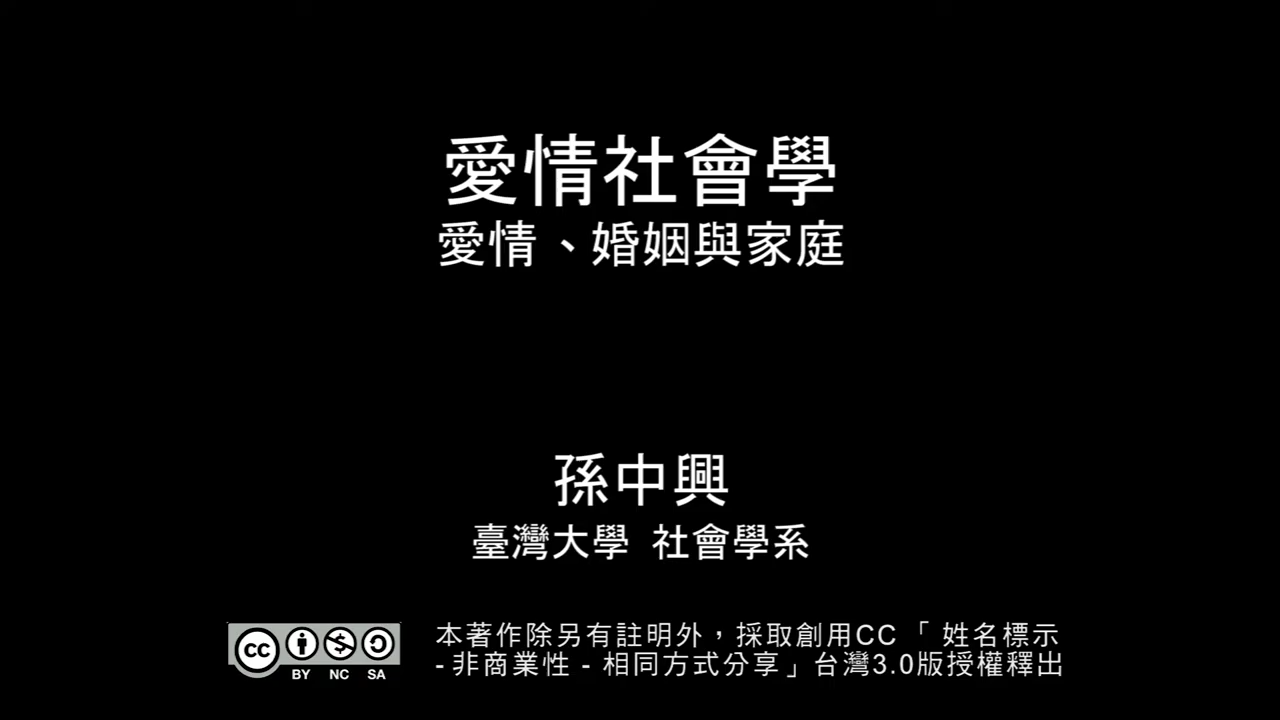 愛情社會學
愛情、婚姻與家庭
孫中興
臺灣大學 社會學系
本著作除另有註明外，採取創用CC「 姓名標示
- 非商業性 - 相同方式分享」台灣3.0版授權釋出
cc
BY NC SA